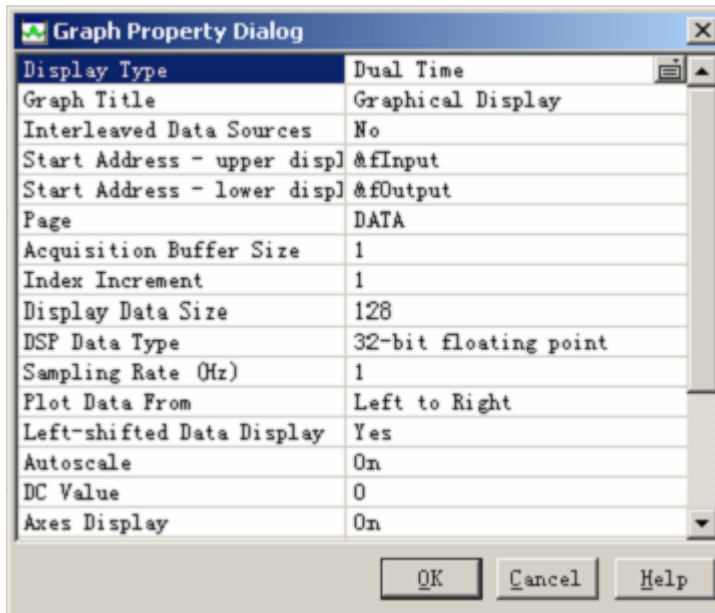 Graph Property Dialog
Display Type Dual Time
Graph Title Graphical Display
Interleaved Data Sources No
Start Address - upper displ &fInput
Start Address - lower displ &fOutput
Page DATA
Acquisition Buffer Size 1
Index Increment 1
Display Data Size 128
DSP Data Type 32-bit floating point
Sampling Rate (Hz) 1
Plot Data From Left to Right
Left-shifted Data Display Yes
Autoscale On
DC Value 0
Axes Display On
OK Cancel Help